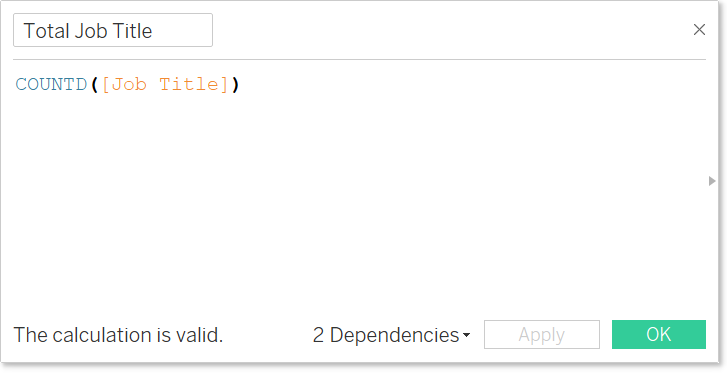 Total Job Title
COUNTD([Job Title])
The calculation is valid.
2 Dependencies
Apply
OK